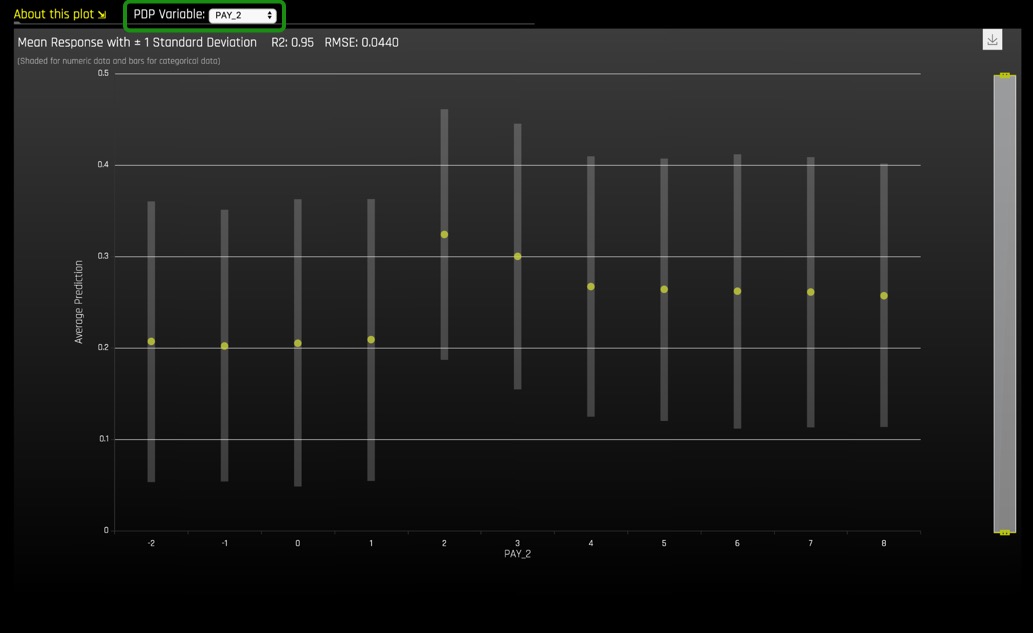 About this plot ⇲ PDP Variable: PAY_2
Mean Response with ± 1 Standard Deviation R2: 0.95 RMSE: 0.0440
(Shaded for numeric data and bars for categorical data)
0.5
0.4
0.3
0.2
0.1
0
Average Prediction
-2 -1 0 1 2 3 4 5 6 7 8
PAY_2